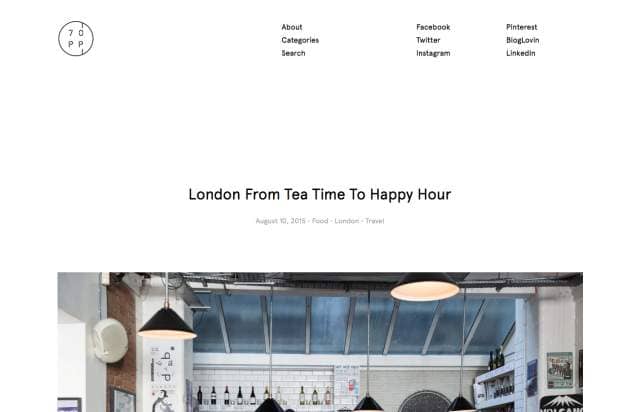 7 0
P P
About
Categories
Search
Facebook
Twitter
Instagram
Pinterest
BlogLovin
LinkedIn
London From Tea Time To Happy Hour
August 10, 2015 - Food - London - Travel